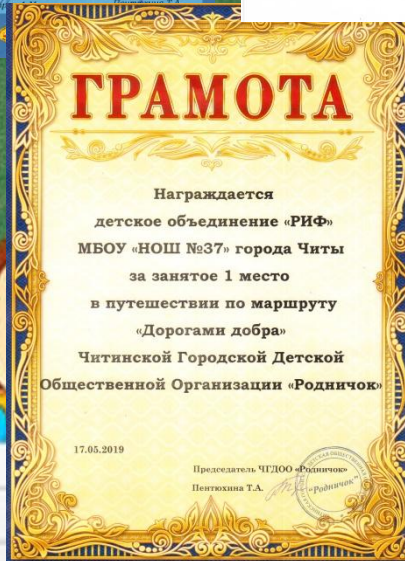 ГРАМОТА
Награждается
детское объединение «РИФ»
МБОУ «НОШ №37» города Читы
за занятое 1 место
в путешествии по маршруту
«Дорогами добра»
Читинской Городской Детской
Общественной Организации «Родничок»
17.05.2019
Председатель ЧГДОО «Родничок»
Пентюхина Т.А.
«Родничок»